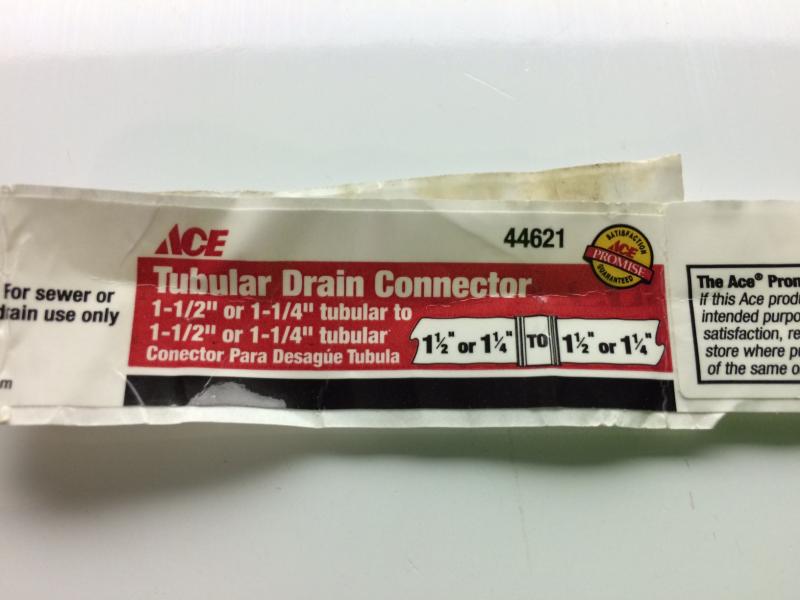 For sewer or
drain use only
m
ACE
44621
SATISFACTION
ACE
PROMISE
GUARANTEED
Tubular Drain Connector
1-1/2" or 1-1/4" tubular to
1-1/2" or 1-1/4" tubular
Conector Para Desagúe Tubula
1½" or 1¼" TO 1½" or 1¼"
The Ace® Prom
If this Ace produ
intended purpo
satisfaction, re
store where pu
of the same o